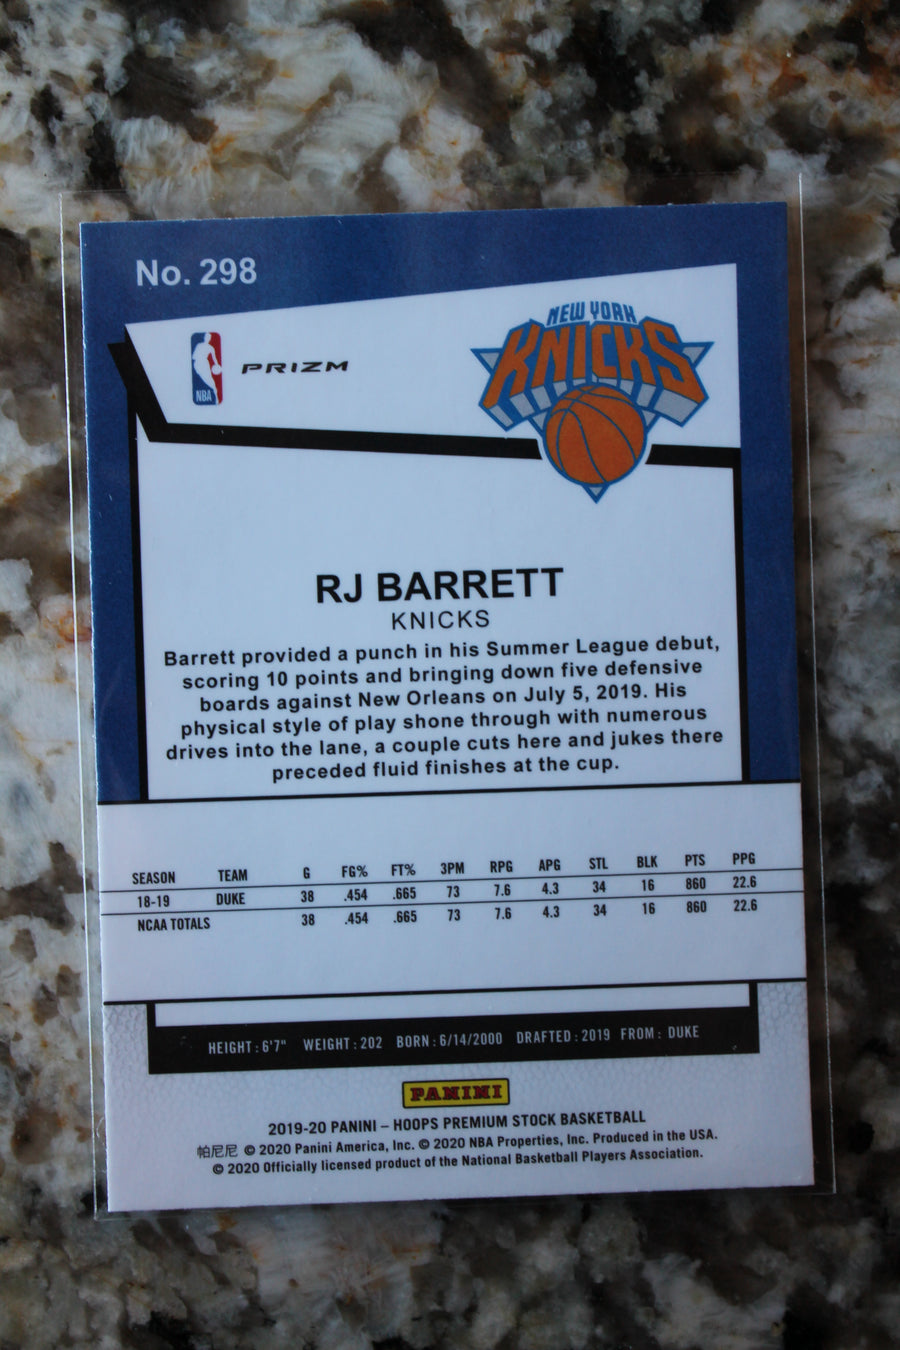 No. 298
NBA
PRIZM
NEW YORK
KNICKS
RJ BARRETT
KNICKS
Barrett provided a punch in his Summer League debut,
scoring 10 points and bringing down five defensive
boards against New Orleans on July 5, 2019. His
physical style of play shone through with numerous
drives into the lane, a couple cuts here and jukes there
preceded fluid finishes at the cup.
SEASON TEAM G FG% FT% 3PM RPG APG STL BLK PTS PPG
18-19 DUKE 38 .454 .665 73 7.6 4.3 34 16 860 22.6
NCAA TOTALS 38 .454 .665 73 7.6 4.3 34 16 860 22.6
HEIGHT : 6'7" WEIGHT : 202 BORN : 6/14/2000 DRAFTED : 2019 FROM : DUKE
PANINI
2019-20 PANINI – HOOPS PREMIUM STOCK BASKETBALL
帕尼尼 © 2020 Panini America, Inc. © 2020 NBA Properties, Inc. Produced in the USA.
© 2020 Officially licensed product of the National Basketball Players Association.